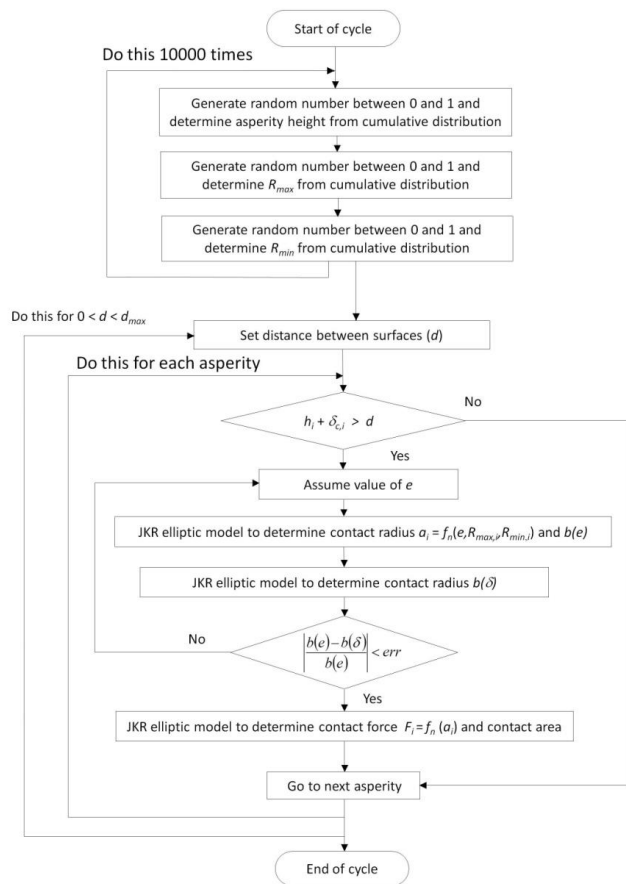 Start of cycle
Do this 10000 times
Generate random number between 0 and 1 and
determine asperity height from cumulative distribution
Generate random number between 0 and 1 and
determine Rmax from cumulative distribution
Generate random number between 0 and 1 and
determine Rmin from cumulative distribution
Do this for 0 < d < dmax
Set distance between surfaces (d)
Do this for each asperity
No
hi + δc,i > d
Yes
Assume value of e
JKR elliptic model to determine contact radius ai = fn(e,Rmax,i,Rmin,i) and b(e)
JKR elliptic model to determine contact radius b(δ)
No
|b(e)−b(δ) / b(e)| < err
Yes
JKR elliptic model to determine contact force Fi = fn (ai) and contact area
Go to next asperity
End of cycle